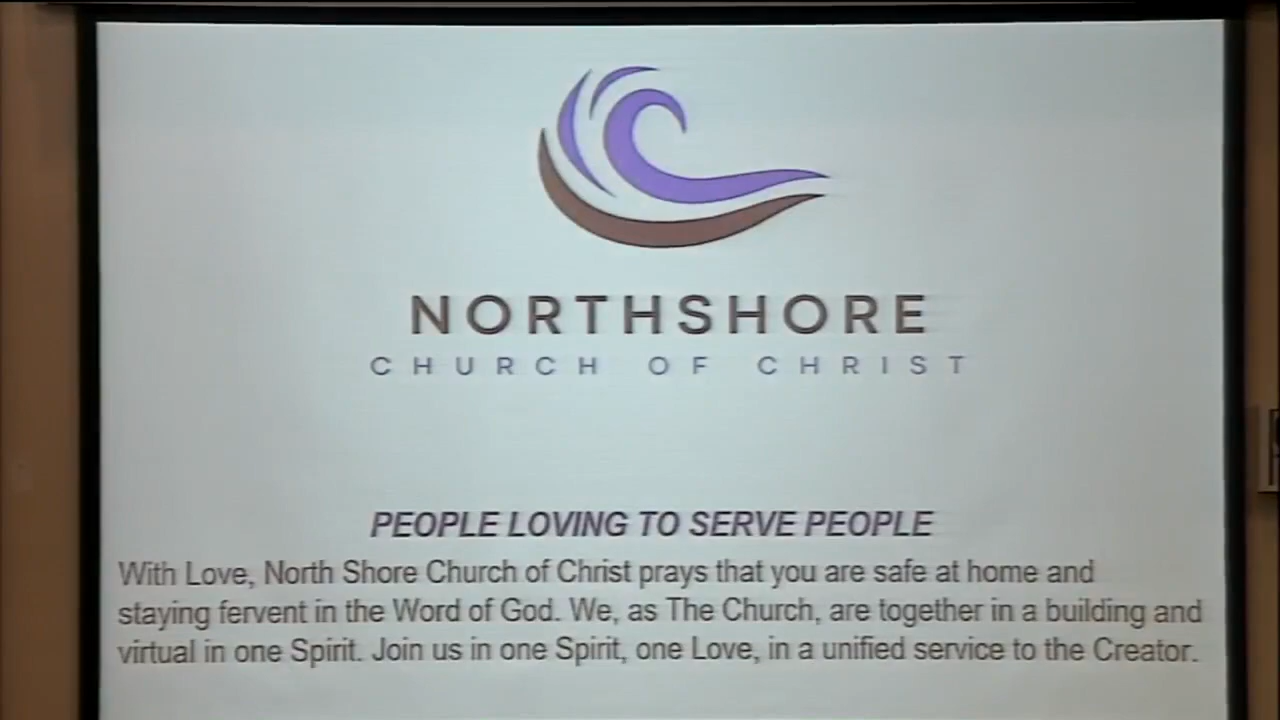 NORTHSHORE
CHURCH OF CHRIST
PEOPLE LOVING TO SERVE PEOPLE
With Love, North Shore Church of Christ prays that you are safe at home and
staying fervent in the Word of God. We, as The Church, are together in a building and
virtual in one Spirit. Join us in one Spirit, one Love, in a unified service to the Creator.